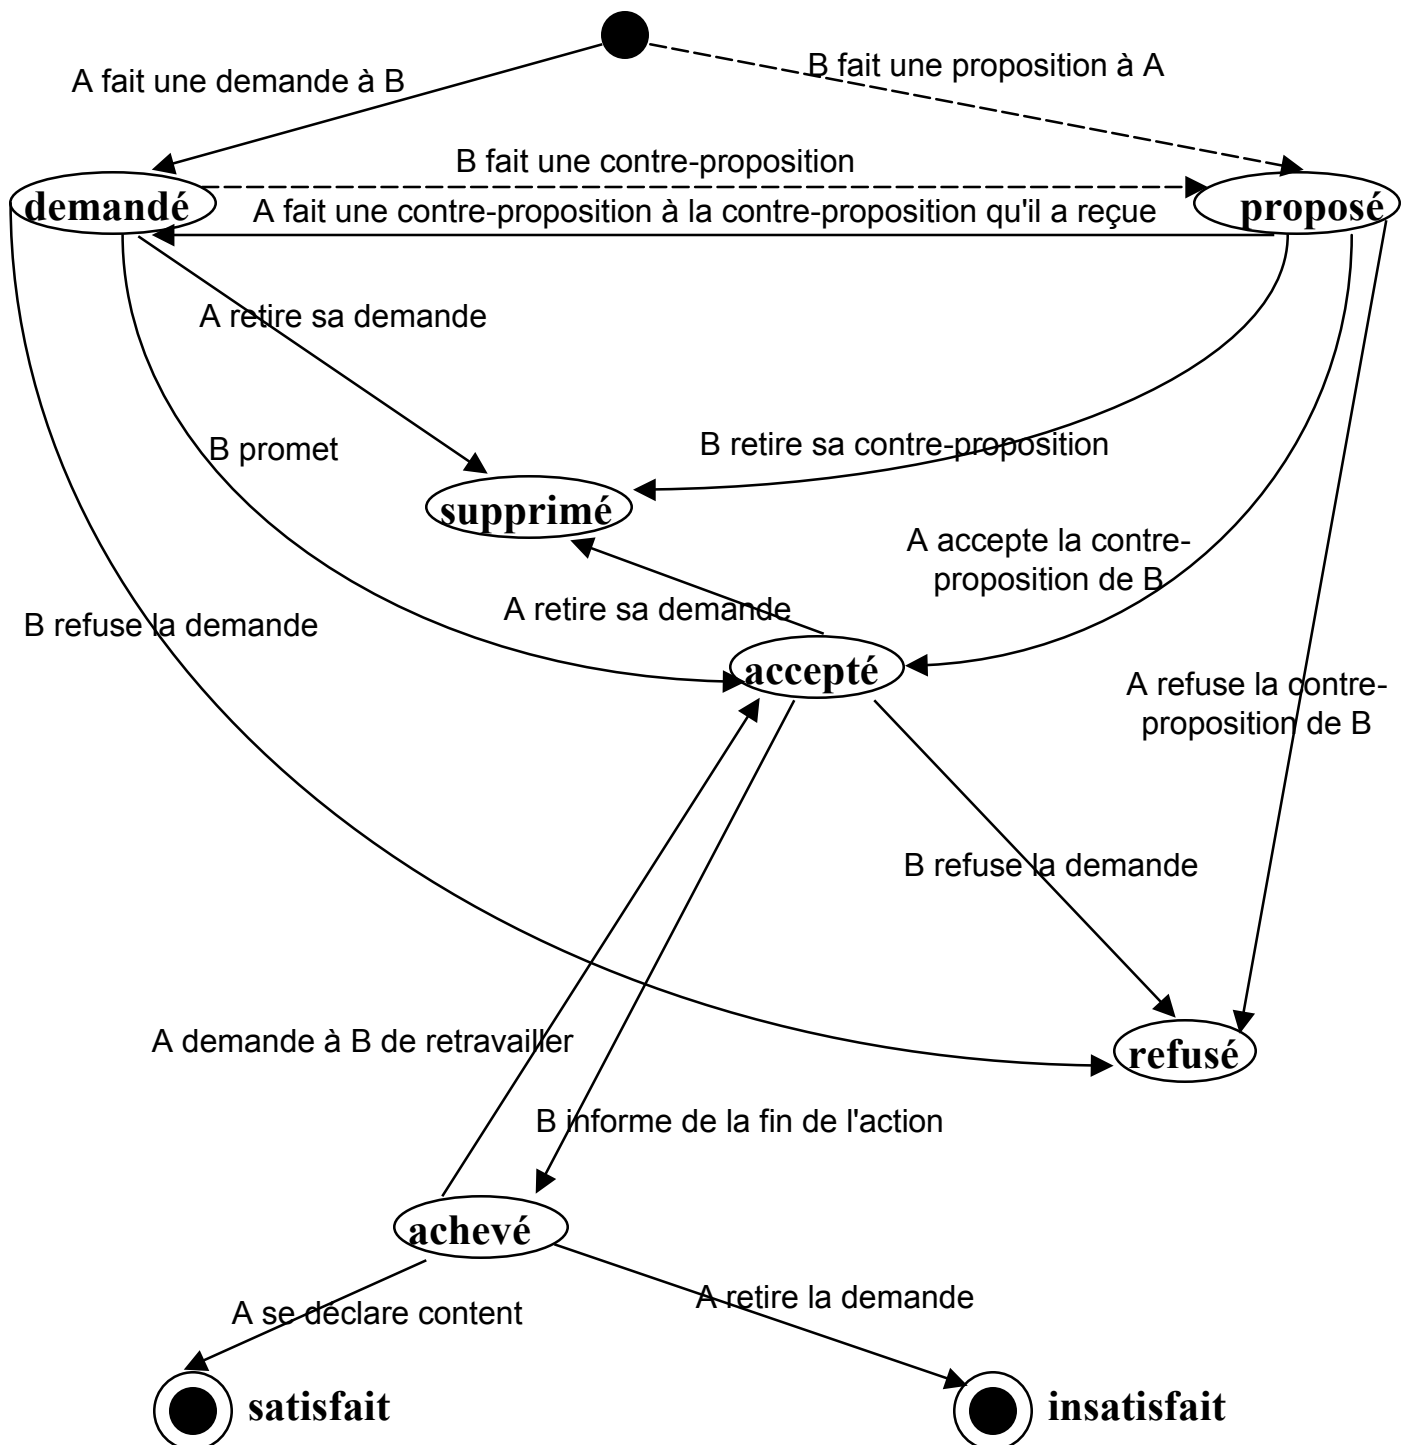 B fait une proposition à A
A fait une demande à B
B fait une contre-proposition
demandé
A fait une contre-proposition à la contre-proposition qu'il a reçue
proposé
A retire sa demande
B promet
B retire sa contre-proposition
supprimé
A accepte la contre-
proposition de B
A retire sa demande
B refuse la demande
accepté
A refuse la contre-
proposition de B
B refuse la demande
A demande à B de retravailler
refusé
B informe de la fin de l'action
achevé
A retire la demande
A se déclare content
satisfait
insatisfait